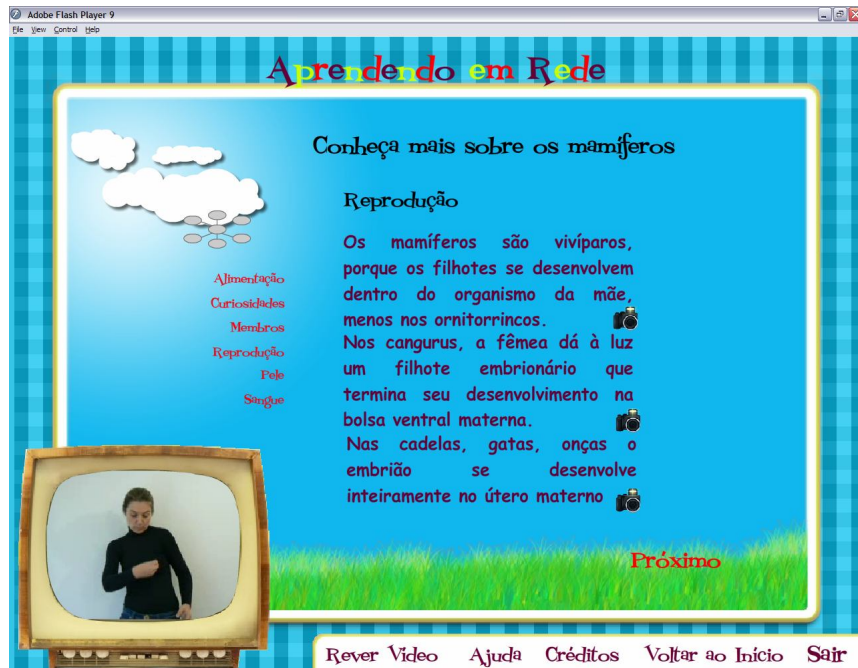 Adobe Flash Player 9
File View Control Help
Aprendendo em Rede
Conheça mais sobre os mamíferos
Reprodução
Os mamíferos são vivíparos,
porque os filhotes se desenvolvem
dentro do organismo da mãe,
menos nos ornitorrincos.
Nos cangurus, a fêmea dá à luz
um filhote embrionário que
termina seu desenvolvimento na
bolsa ventral materna.
Nas cadelas, gatas, onças o
embrião se desenvolve
inteiramente no útero materno
Alimentação
Curiosidades
Membros
Reprodução
Pele
Sangue
Próximo
Rever Video Ajuda Créditos Voltar ao Início Sair